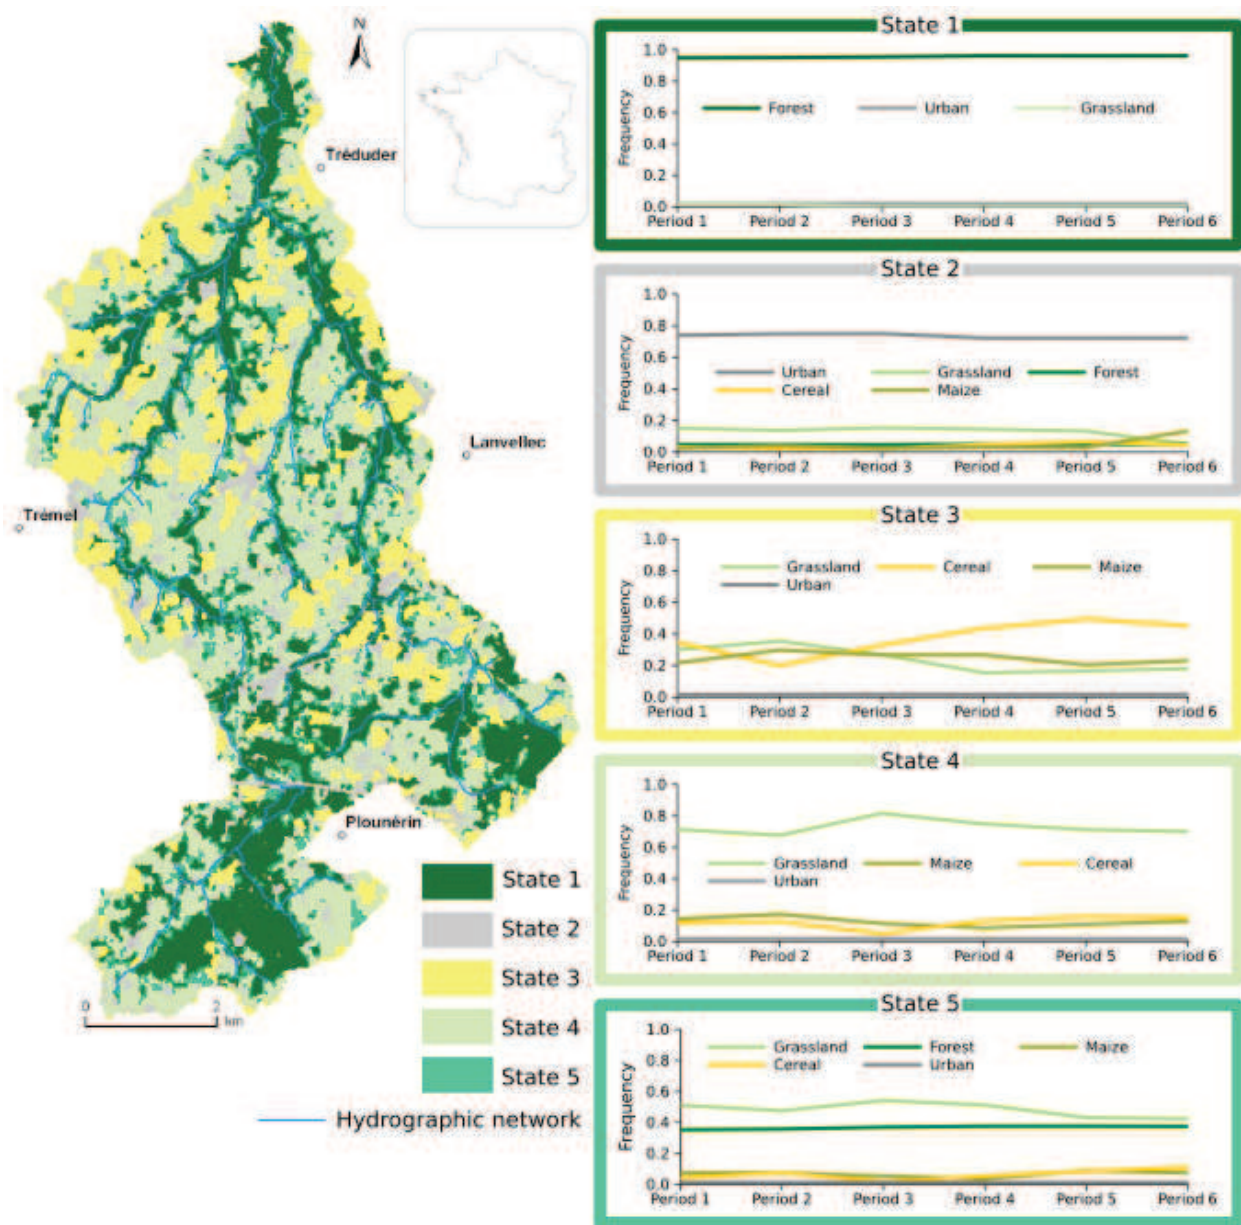 N
Tréduder
Lanvellec
Trémel
Plounérin
State 1
State 2
State 3
State 4
State 5
Hydrographic network
0 2
km
State 1
Frequency
1.0
0.8
0.6
0.4
0.2
0.0
Forest Urban Grassland
Period 1 Period 2 Period 3 Period 4 Period 5 Period 6
State 2
Frequency
1.0
0.8
0.6
0.4
0.2
0.0
Urban Grassland Forest
Cereal Maize
Period 1 Period 2 Period 3 Period 4 Period 5 Period 6
State 3
Frequency
1.0
0.8
0.6
0.4
0.2
0.0
Grassland Cereal Maize
Urban
Period 1 Period 2 Period 3 Period 4 Period 5 Period 6
State 4
Frequency
1.0
0.8
0.6
0.4
0.2
0.0
Grassland Maize Cereal
Urban
Period 1 Period 2 Period 3 Period 4 Period 5 Period 6
State 5
Frequency
1.0
0.8
0.6
0.4
0.2
0.0
Grassland Forest Maize
Cereal Urban
Period 1 Period 2 Period 3 Period 4 Period 5 Period 6